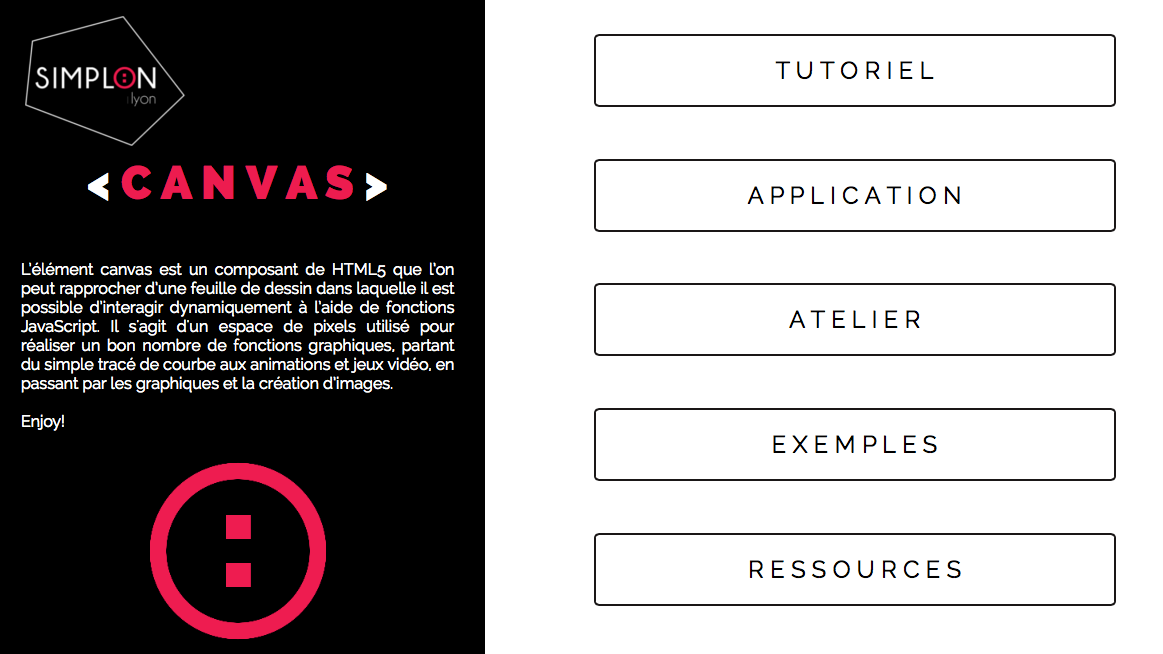 SIMPLON
lyon
<CANVAS>
L'élément canvas est un composant de HTML5 que l'on
peut rapprocher d'une feuille de dessin dans laquelle il est
possible d'interagir dynamiquement à l'aide de fonctions
JavaScript. Il s'agit d'un espace de pixels utilisé pour
réaliser un bon nombre de fonctions graphiques, partant
du simple tracé de courbe aux animations et jeux vidéo, en
passant par les graphiques et la création d'images.
Enjoy!
TUTORIEL
APPLICATION
ATELIER
EXEMPLES
RESSOURCES